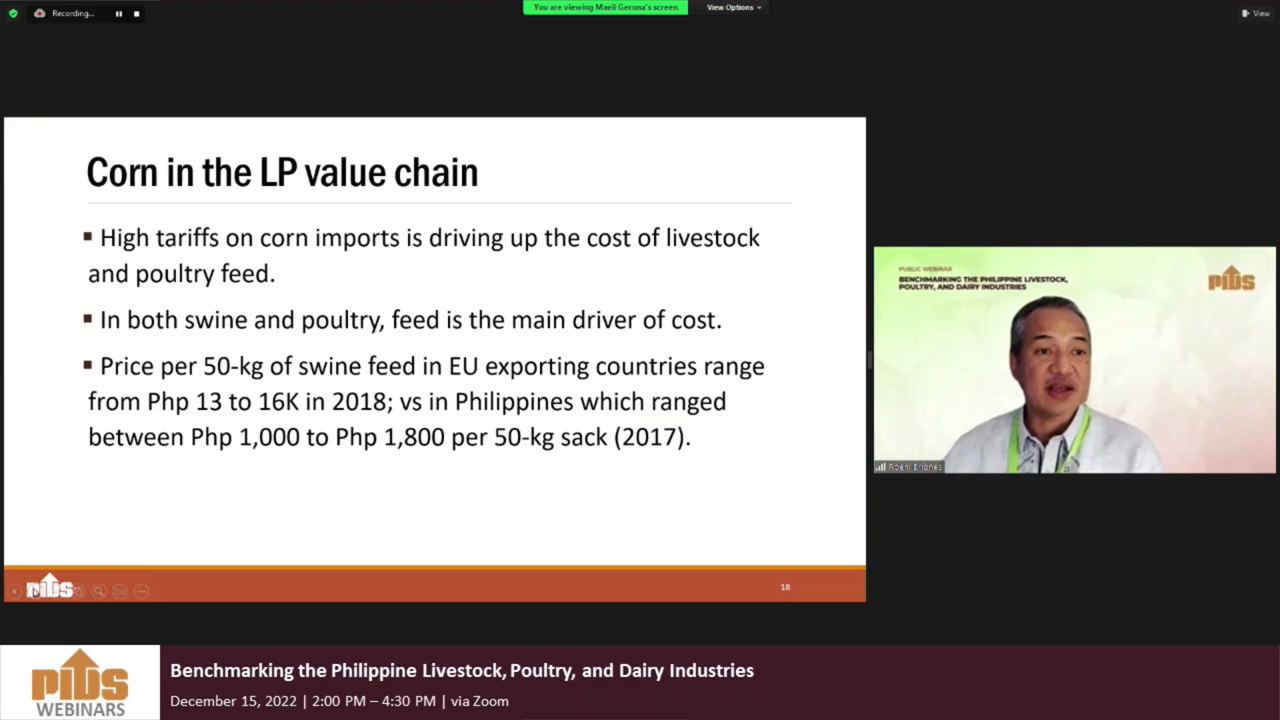 Recording...
You are viewing Maeli Gerona's screen
View Options
View
Corn in the LP value chain
▪ High tariffs on corn imports is driving up the cost of livestock
and poultry feed.
▪ In both swine and poultry, feed is the main driver of cost.
▪ Price per 50-kg of swine feed in EU exporting countries range
from Php 13 to 16K in 2018; vs in Philippines which ranged
between Php 1,000 to Php 1,800 per 50-kg sack (2017).
PIDS
18
PUBLIC WEBINAR
BENCHMARKING THE PHILIPPINE LIVESTOCK,
POULTRY, AND DAIRY INDUSTRIES
PIDS
Roehl Briones
PIDS
WEBINARS
Benchmarking the Philippine Livestock, Poultry, and Dairy Industries
December 15, 2022 | 2:00 PM – 4:30 PM | via Zoom